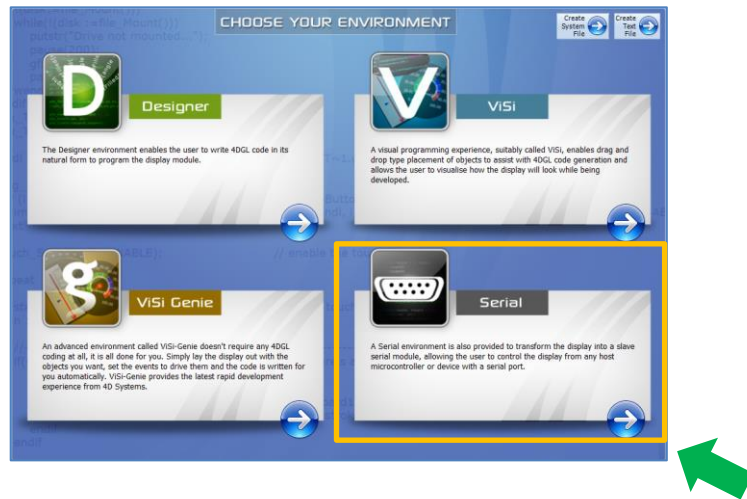 CHOOSE YOUR ENVIRONMENT
Create
System
File
Create
Text
File
D
Designer
The Designer environment enables the user to write 4DGL code in its
natural form to program the display module.
V
ViSi
A visual programming experience, suitably called ViSi, enables drag and
drop type placement of objects to assist with 4DGL code generation and
allows the user to visualise how the display will look while being
developed.
g
ViSi Genie
An advanced environment called ViSi-Genie doesn't require any 4DGL
coding at all, it is all done for you. Simply lay the display out with the
objects you want, set the events to drive them and the code is written for
you automatically. ViSi-Genie provides the latest rapid development
experience from 4D Systems.
Serial
A Serial environment is also provided to transform the display into a slave
serial module, allowing the user to control the display from any host
microcontroller or device with a serial port.
endif